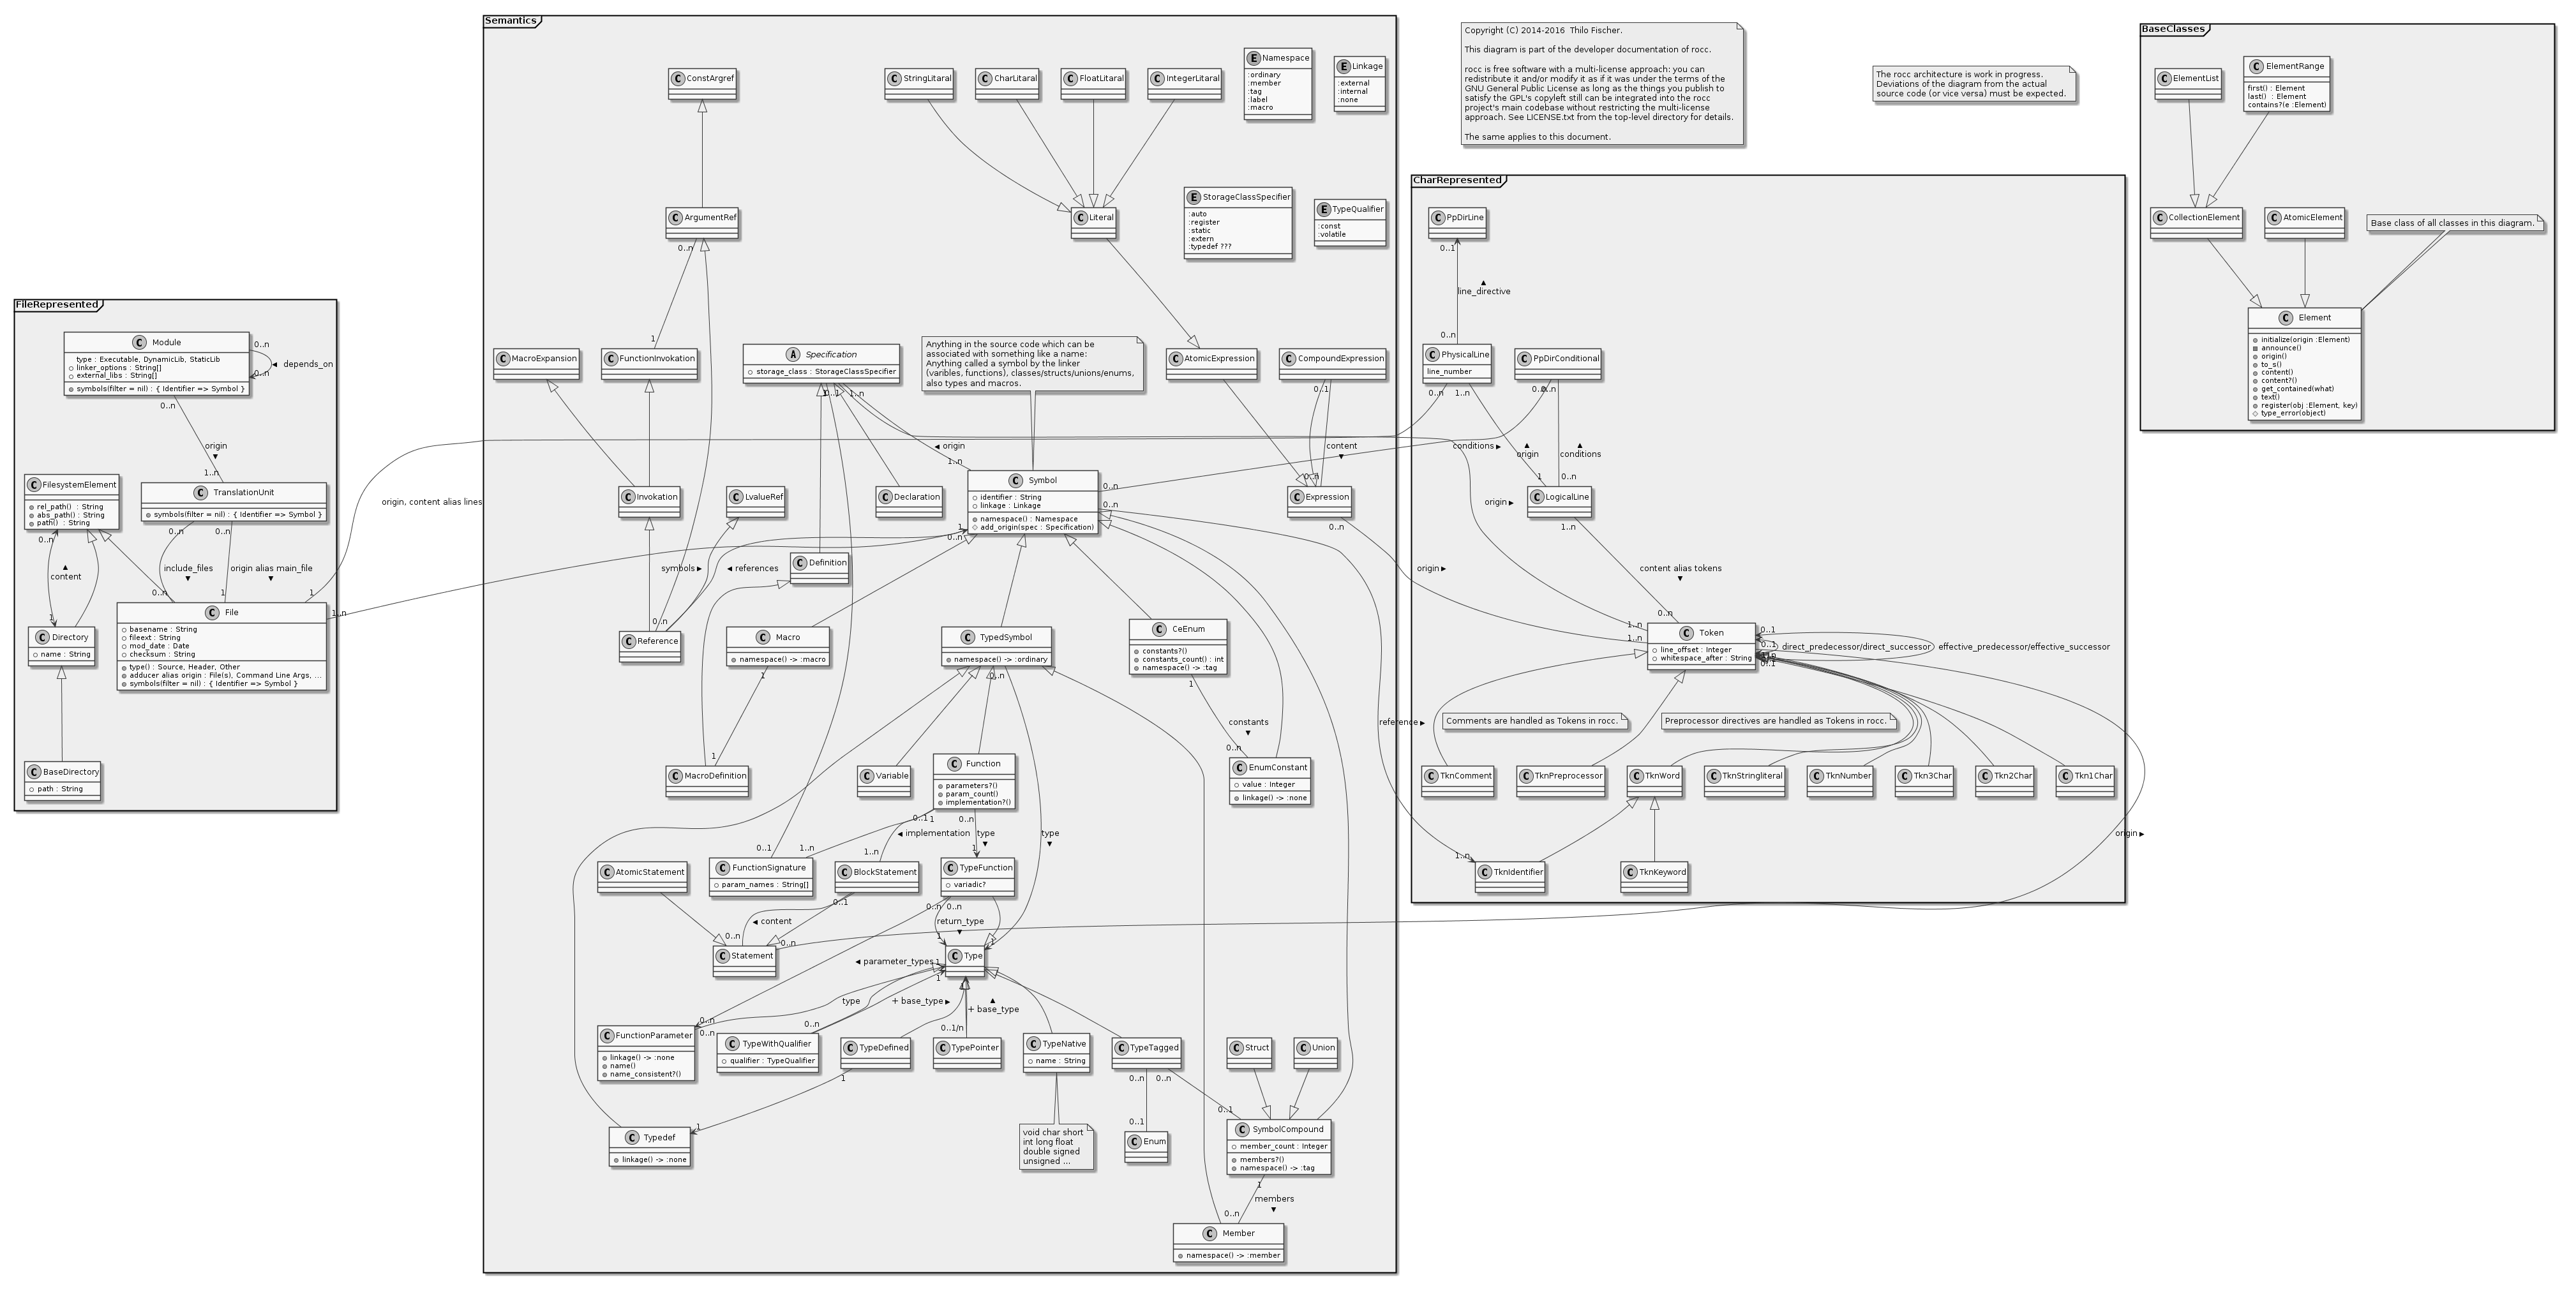 Semantics
C ConstArgref
C StringLitaral
C CharLitaral
C FloatLitaral
C IntegerLitaral
E Namespace
:ordinary
:member
:tag
:label
:macro
E Linkage
:external
:internal
:none
C ArgumentRef
C Literal
E StorageClassSpecifier
:auto
:register
:static
:extern
:typedef ???
E TypeQualifier
:const
:volatile
0..n
1
C MacroExpansion
C FunctionInvokation
A Specification
storage_class : StorageClassSpecifier
Anything in the source code which can be
associated with something like a name:
Anything called a symbol by the linker
(varibles, functions), classes/structs/unions/enums,
also types and macros.
C AtomicExpression
C CompoundExpression
0..1
1..n
0..1
origin
1..n
content
C Invokation
C LvalueRef
C Declaration
C Symbol
identifier : String
linkage : Linkage
namespace() : Namespace
add_origin(spec : Specification)
0..n
0..n
C Expression
0..n
1
0..n
C Definition
symbols
references
0..n
C Reference
C Macro
namespace() -> :macro
1
C TypedSymbol
namespace() -> :ordinary
0..n
C CeEnum
constants?()
constants_count() : int
namespace() -> :tag
1
constants
0..n
1
C MacroDefinition
C Variable
C Function
parameters?()
param_count()
implementation?()
C EnumConstant
value : Integer
linkage() -> :none
0..1
1
0..n
implementation
type
type
0..1
1..n
1..n
1
C AtomicStatement
C FunctionSignature
param_names : String[]
C BlockStatement
C TypeFunction
variadic?
0..1
0..n
0..n
content
return_type
0..n
0..n
1
C Statement
C Type
parameter_types
1
1
type
+ base_type
+ base_type
0..n
0..n
0..n
0..1/n
C FunctionParameter
linkage() -> :none
name()
name_consistent?()
C TypeWithQualifier
qualifier : TypeQualifier
C TypeDefined
C TypePointer
C TypeNative
name : String
C TypeTagged
C Struct
C Union
1
0..n
0..n
1
0..1
0..1
C Typedef
linkage() -> :none
void char short
int long float
double signed
unsigned ...
C Enum
C SymbolCompound
member_count : Integer
members?()
namespace() -> :tag
1
members
0..n
C Member
namespace() -> :member
FileRepresented
C Module
type : Executable, DynamicLib, StaticLib
linker_options : String[]
external_libs : String[]
symbols(filter = nil) : { Identifier => Symbol }
0..n
depends_on
0..n
0..n
origin
1..n
C FilesystemElement
rel_path() : String
abs_path() : String
path() : String
C TranslationUnit
symbols(filter = nil) : { Identifier => Symbol }
0..n
0..n
0..n
content
include_files
origin alias main_file
origin, content alias lines
1
0..n
1
1
1..n
C Directory
name : String
C File
basename : String
fileext : String
mod_date : Date
checksum : String
type() : Source, Header, Other
adducer alias origin : File(s), Command Line Args, ...
symbols(filter = nil) : { Identifier => Symbol }
C BaseDirectory
path : String
Copyright (C) 2014-2016  Thilo Fischer.
This diagram is part of the developer documentation of rocc.
rocc is free software with a multi-license approach: you can
redistribute it and/or modify it as if it was under the terms of the
GNU General Public License as long as the things you publish to
satisfy the GPL's copyleft still can be integrated into the rocc
project's main codebase without restricting the multi-license
approach. See LICENSE.txt from the top-level directory for details.
The same applies to this document.
The rocc architecture is work in progress.
Deviations of the diagram from the actual
source code (or vice versa) must be expected.
CharRepresented
C PpDirLine
0..1
line_directive
0..n
C PhysicalLine
line_number
C PpDirConditional
0..n
1..n
0..n
conditions
origin
conditions
1
0..n
origin
C LogicalLine
1..n
origin
content alias tokens
0..n
1..n
1..n
C Token
line_offset : Integer
whitespace_after : String
0..1
0..1
direct_predecessor/direct_successor
effective_predecessor/effective_successor
0..1
reference
Comments are handled as Tokens in rocc.
Preprocessor directives are handled as Tokens in rocc.
C TknComment
C TknPreprocessor
C TknWord
C TknStringliteral
C TknNumber
C Tkn3Char
C Tkn2Char
C Tkn1Char
origin
1..n
C TknIdentifier
C TknKeyword
BaseClasses
C ElementList
C ElementRange
first() : Element
last() : Element
contains?(e :Element)
C CollectionElement
C AtomicElement
Base class of all classes in this diagram.
C Element
initialize(origin :Element)
announce()
origin()
to_s()
content()
content?()
get_contained(what)
text()
register(obj :Element, key)
type_error(object)